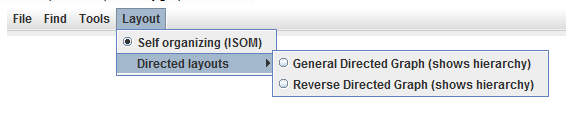 File Find Tools Layout
Self organizing (ISOM)
Directed layouts
General Directed Graph (shows hierarchy)
Reverse Directed Graph (shows hierarchy)